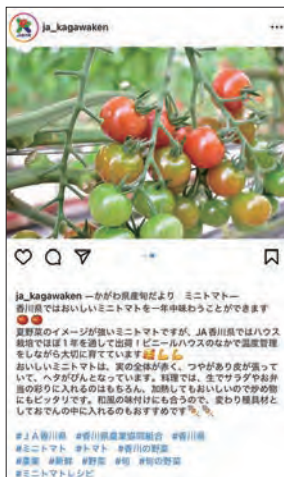 ja_kagawaken
ja_kagawaken ―かがわ県産旬だより ミニトマト―
香川県ではおいしいミニトマトを一年中味わうことができます
🍅🍅
夏野菜のイメージが強いミニトマトですが、JA香川県ではハウス
栽培でほぼ1年を通して出荷！ビニールハウスのなかで温度管理
をしながら大切に育てています🥰💪💪
おいしいミニトマトは、実の全体が赤く、つやがあり皮が張って
いて、ヘタがぴんとなっています。料理では、生でサラダやお弁
当の彩りに入れるのはもちろん、加熱してもおいしいので炒め物
にもピッタリです。和風の味付けにも合うので、変わり種具材と
しておでんの中に入れるのもおすすめです🍢🍢
#ＪＡ香川県 #香川県農業協同組合 #香川県
#ミニトマト #トマト #香川の野菜
#農業 #新鮮 #野菜 #旬 #旬の野菜
#ミニトマトレシピ